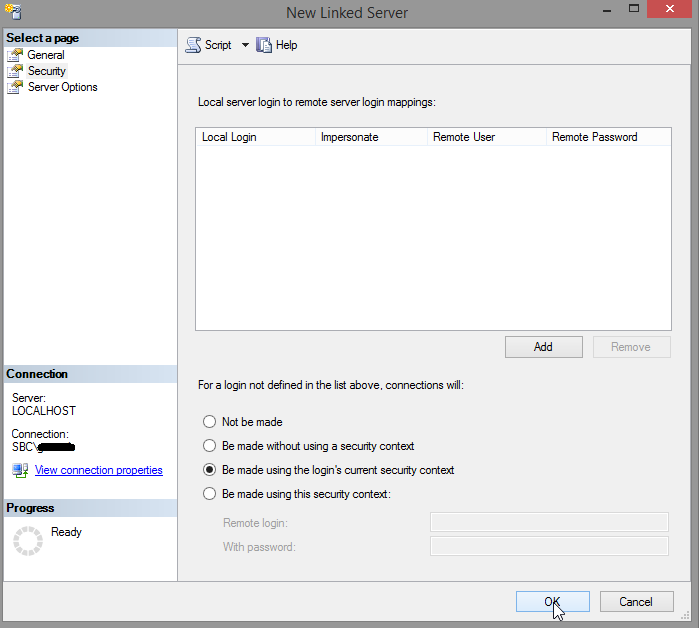 New Linked Server
Select a page
General
Security
Server Options
Script Help
Local server login to remote server login mappings:
Local Login Impersonate Remote User Remote Password
Add Remove
For a login not defined in the list above, connections will:
Not be made
Be made without using a security context
Be made using the login's current security context
Be made using this security context:
Remote login:
With password:
Connection
Server:
LOCALHOST
Connection:
SBC\
View connection properties
Progress
Ready
OK Cancel